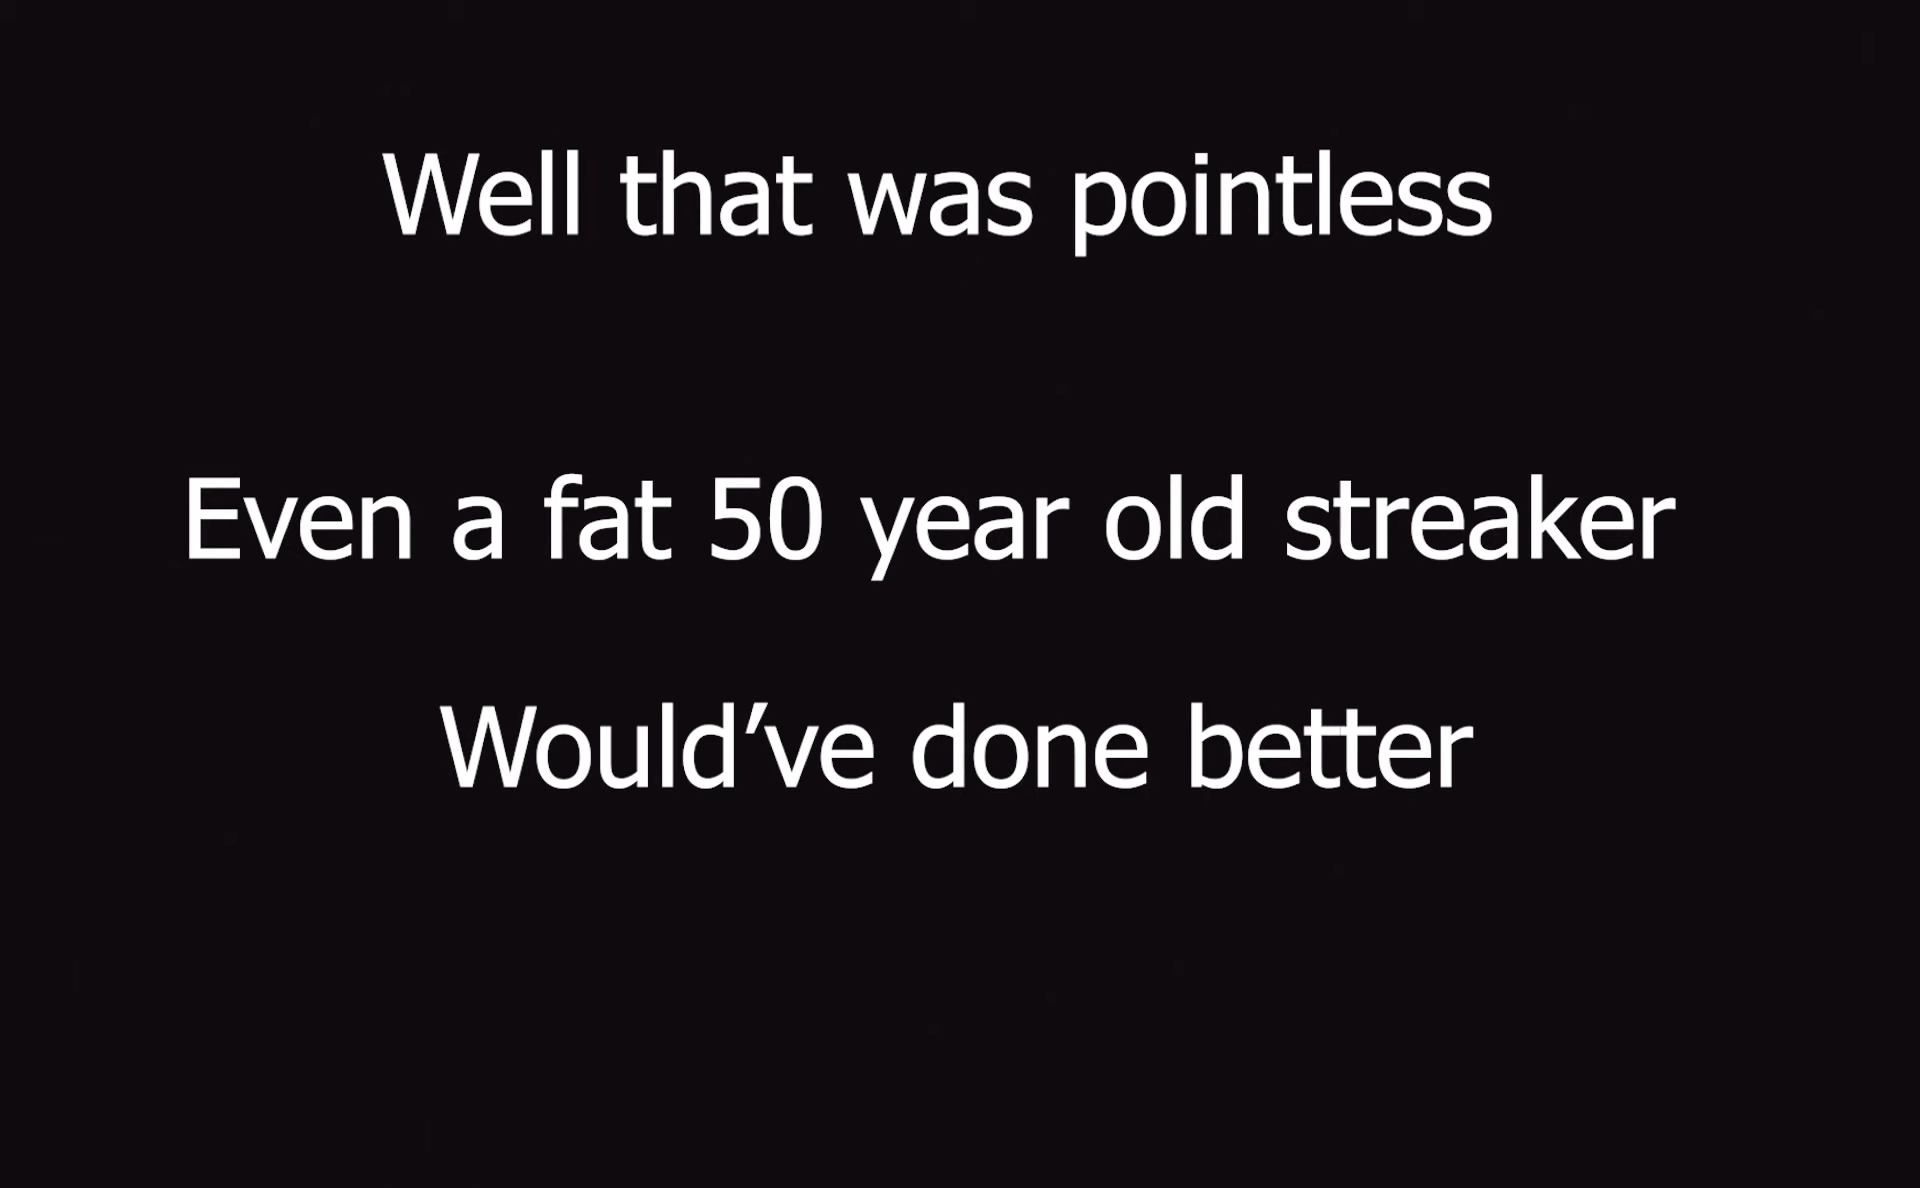 Well that was pointless
Even a fat 50 year old streaker
Would’ve done better